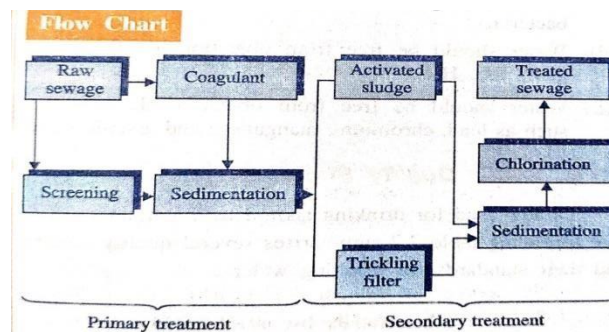 Flow Chart
Raw
sewage
Coagulant
Activated
sludge
Treated
sewage
Chlorination
Screening
Sedimentation
Sedimentation
Trickling
filter
Primary treatment
Secondary treatment